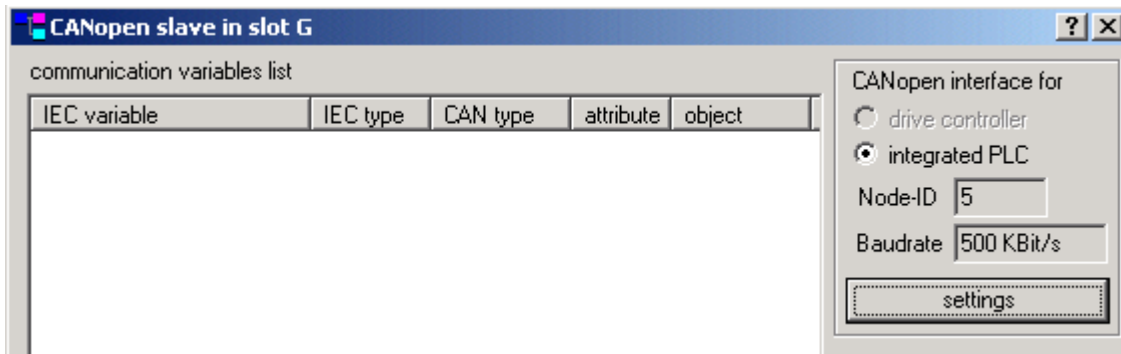 CANopen slave in slot G
communication variables list
IEC variable IEC type CAN type attribute object
CANopen interface for
drive controller
integrated PLC
Node-ID 5
Baudrate 500 KBit/s
settings